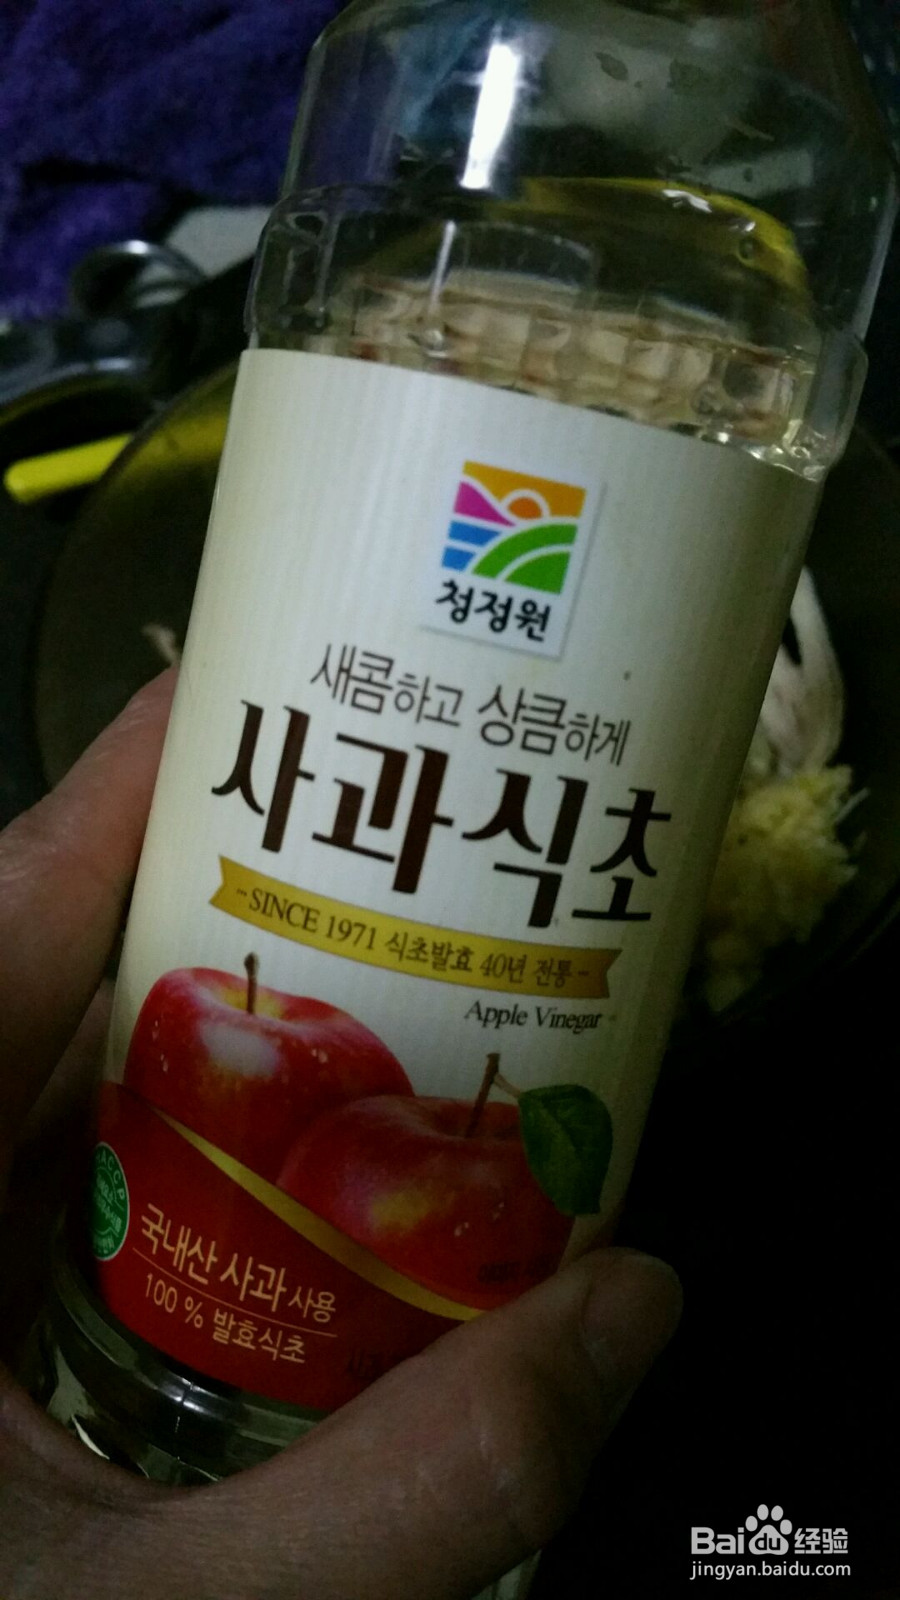 청정원
새콤하고 상큼하게
사과식초
SINCE 1971 식초발효 40년 전통
Apple Vinegar
국내산 사과 사용
100 % 발효식초
Bai du 经验
jingyan.baidu.com